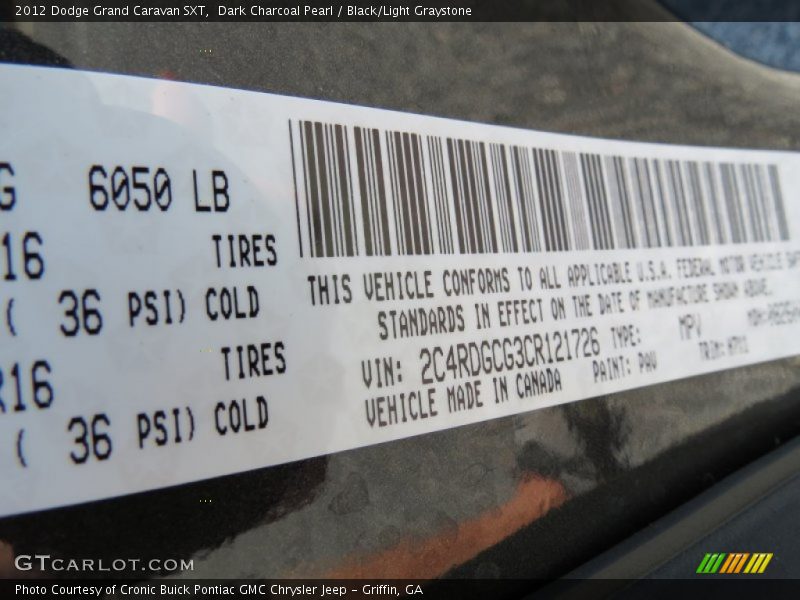 2012 Dodge Grand Caravan SXT,  Dark Charcoal Pearl / Black/Light Graystone
G 6050 LB
16 TIRES
( 36 PSI) COLD
R16 TIRES
( 36 PSI) COLD
THIS VEHICLE CONFORMS TO ALL APPLICABLE U.S.A. FEDERAL MOTOR VEHICLE
STANDARDS IN EFFECT ON THE DATE OF MANUFACTURE SHOWN ABOVE.
VIN: 2C4RDGCG3CR121726 TYPE: MPV
VEHICLE MADE IN CANADA PAINT: PAU TRIM:
GTCARLOT.COM
Photo Courtesy of Cronic Buick Pontiac GMC Chrysler Jeep - Griffin, GA